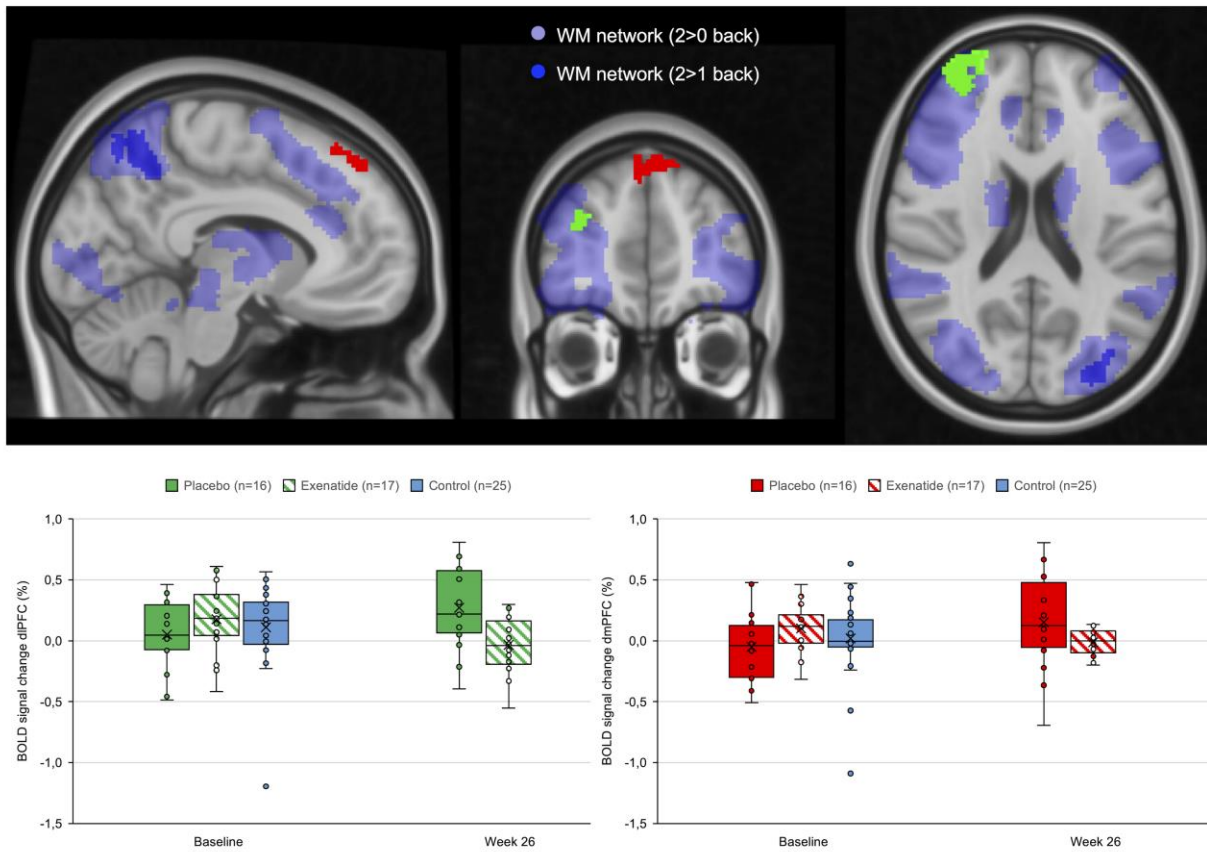 WM network (2>0 back)
WM network (2>1 back)
Placebo (n=16) Exenatide (n=17) Control (n=25)
BOLD signal change dlPFC (%)
1,0
0,5
0,0
-0,5
-1,0
-1,5
Baseline Week 26
Placebo (n=16) Exenatide (n=17) Control (n=25)
BOLD signal change dmPFC (%)
1,0
0,5
0,0
-0,5
-1,0
-1,5
Baseline Week 26